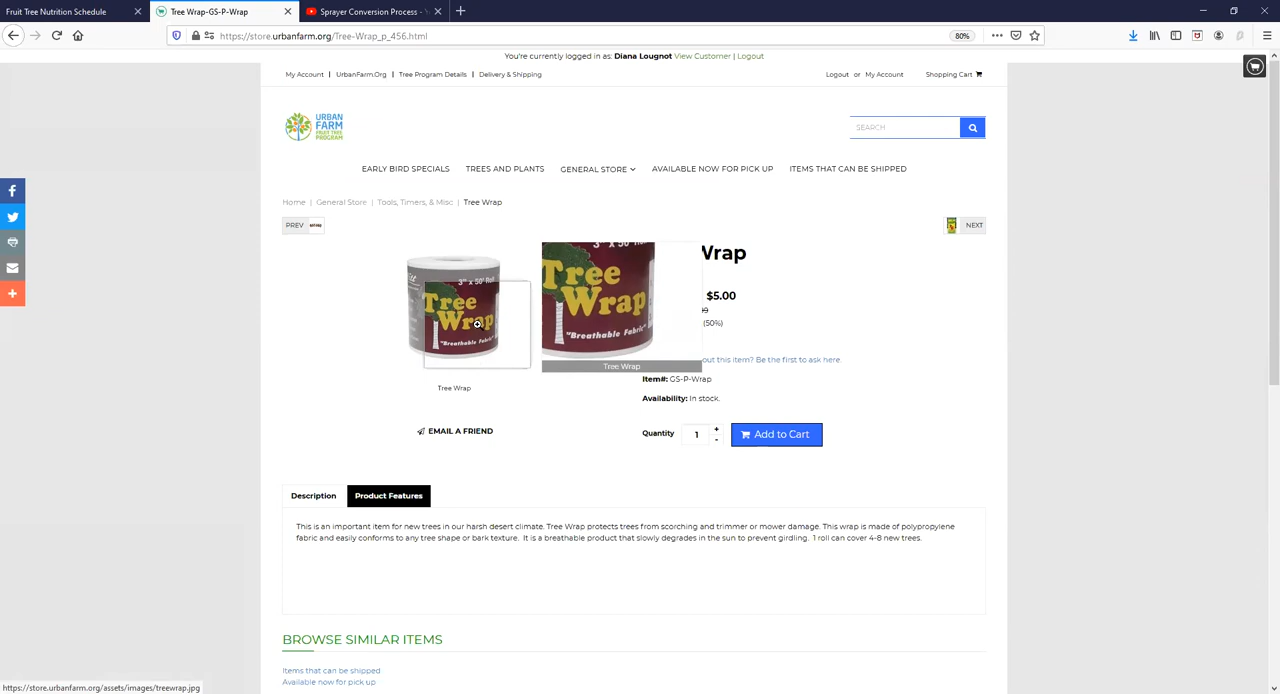 Fruit Tree Nutrition Schedule
Tree Wrap-GS-P-Wrap
Sprayer Conversion Process -
https://store.urbanfarm.org/Tree-Wrap_p_456.html
80%
You're currently logged in as: Diana Lougnot View Customer | Logout
My Account | UrbanFarm.Org | Tree Program Details | Delivery & Shipping
Logout or My Account Shopping Cart
URBAN
FARM
FRUIT TREE
PROGRAM
SEARCH
EARLY BIRD SPECIALS TREES AND PLANTS GENERAL STORE AVAILABLE NOW FOR PICK UP ITEMS THAT CAN BE SHIPPED
Home | General Store | Tools, Timers, & Misc | Tree Wrap
PREV
NEXT
3" x 50' Roll
Tree
Wrap
"Breathable Fabric"
3" x 50' Roll
Tree
Wrap
"Breathable Fabric"
Tree Wrap
Wrap
$5.00
(50%)
out this item? Be the first to ask here.
Item#: GS-P-Wrap
Availability: In stock.
Tree Wrap
EMAIL A FRIEND
Quantity 1 + - Add to Cart
Description Product Features
This is an important item for new trees in our harsh desert climate. Tree Wrap protects trees from scorching and trimmer or mower damage. This wrap is made of polypropylene
fabric and easily conforms to any tree shape or bark texture. It is a breathable product that slowly degrades in the sun to prevent girdling. 1 roll can cover 4-8 new trees.
BROWSE SIMILAR ITEMS
Items that can be shipped
Available now for pick up
https://store.urbanfarm.org/assets/images/treewrap.jpg